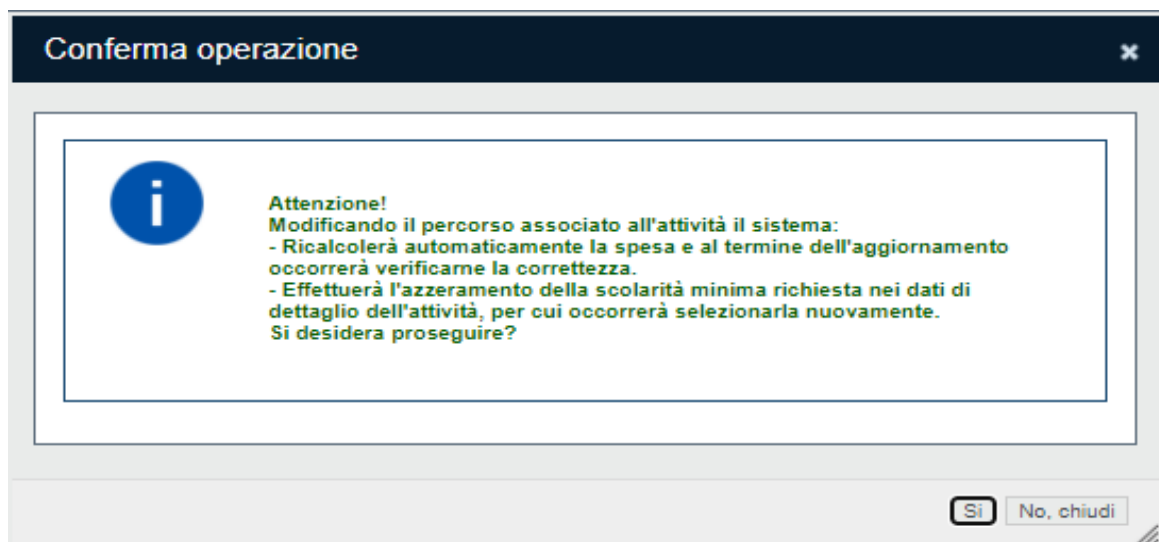 Conferma operazione
Attenzione!
Modificando il percorso associato all'attività il sistema:
- Ricalcolerà automaticamente la spesa e al termine dell'aggiornamento
occorrerà verificarne la correttezza.
- Effettuerà l'azzeramento della scolarità minima richiesta nei dati di
dettaglio dell'attività, per cui occorrerà selezionarla nuovamente.
Si desidera proseguire?
Si No, chiudi